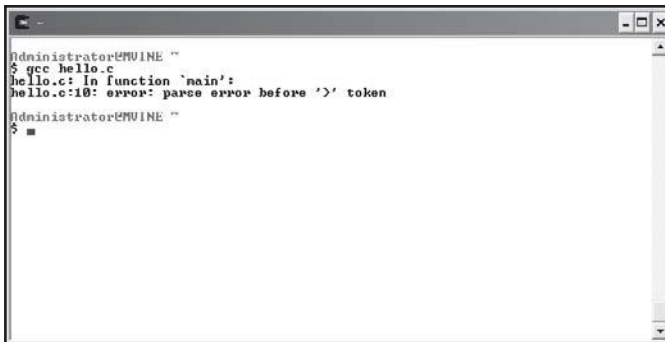 ~
Administrator@MVINE ~
$ gcc hello.c
hello.c: In function `main':
hello.c:10: error: parse error before '}' token
Administrator@MVINE ~
$